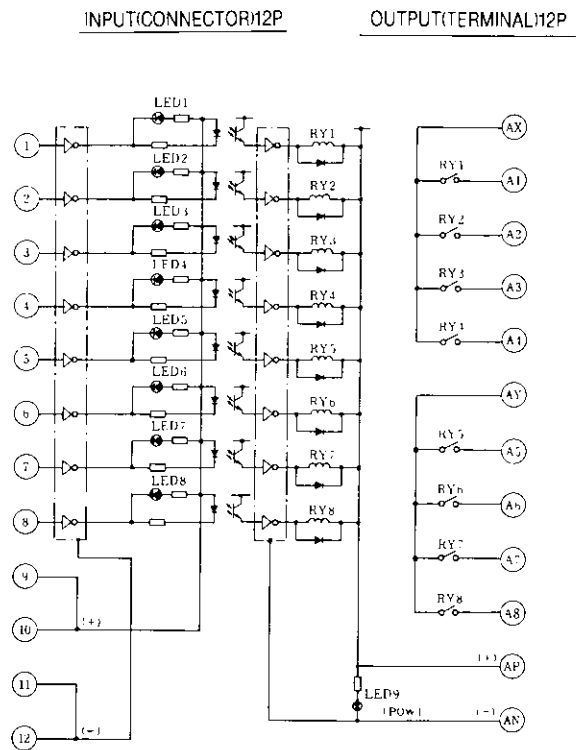 INPUT(CONNECTOR)12P
OUTPUT(TERMINAL)12P
LED1
1
RY1
AX
LED2
2
RY2
RY1
A1
LED3
3
RY3
RY2
A2
LED4
4
RY4
RY3
A3
LED5
5
RY5
RY4
A4
LED6
6
RY6
AY
LED7
7
RY7
RY5
A5
LED8
8
RY8
RY6
A6
9
RY7
A7
10
(+)
RY8
A8
11
(+)
AP
LED9
12
(-)
(POW)
(-)
AN